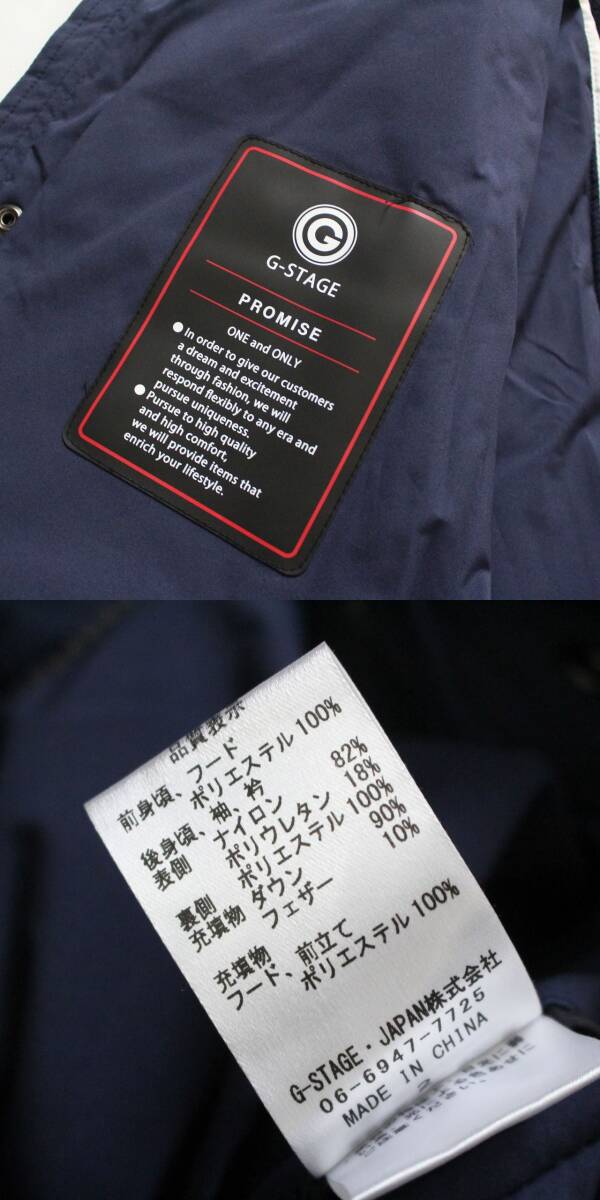 G
G-STAGE
PROMISE
ONE and ONLY
● In order to give our customers
a dream and excitement
through fashion, we will
respond flexibly to any era and
pursue uniqueness.
● Pursue to high quality
and high comfort,
we will provide items that
enrich your lifestyle.
品質表示
前身頃、フード
ポリエステル 100%
後身頃、袖、衿
表側 ナイロン 82%
ポリウレタン 18%
裏側 ポリエステル 100%
充填物 ダウン 90%
フェザー 10%
充填物
フード、前立て
ポリエステル 100%
G-STAGE・JAPAN株式会社
06-6947-7725
MADE IN CHINA
2